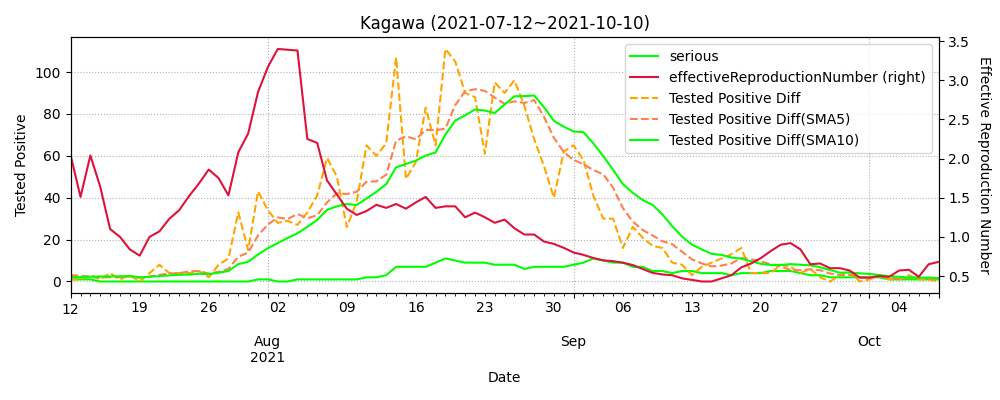 Kagawa (2021-07-12~2021-10-10)
serious
effectiveReproductionNumber (right)
Tested Positive Diff
Tested Positive Diff(SMA5)
Tested Positive Diff(SMA10)
Tested Positive
100
80
60
40
20
0
3.5
3.0
2.5
2.0
1.5
1.0
0.5
Effective Reproduction Number
12 19 26 02 09 16 23 30 06 13 20 27 04
Aug Sep Oct
2021
Date